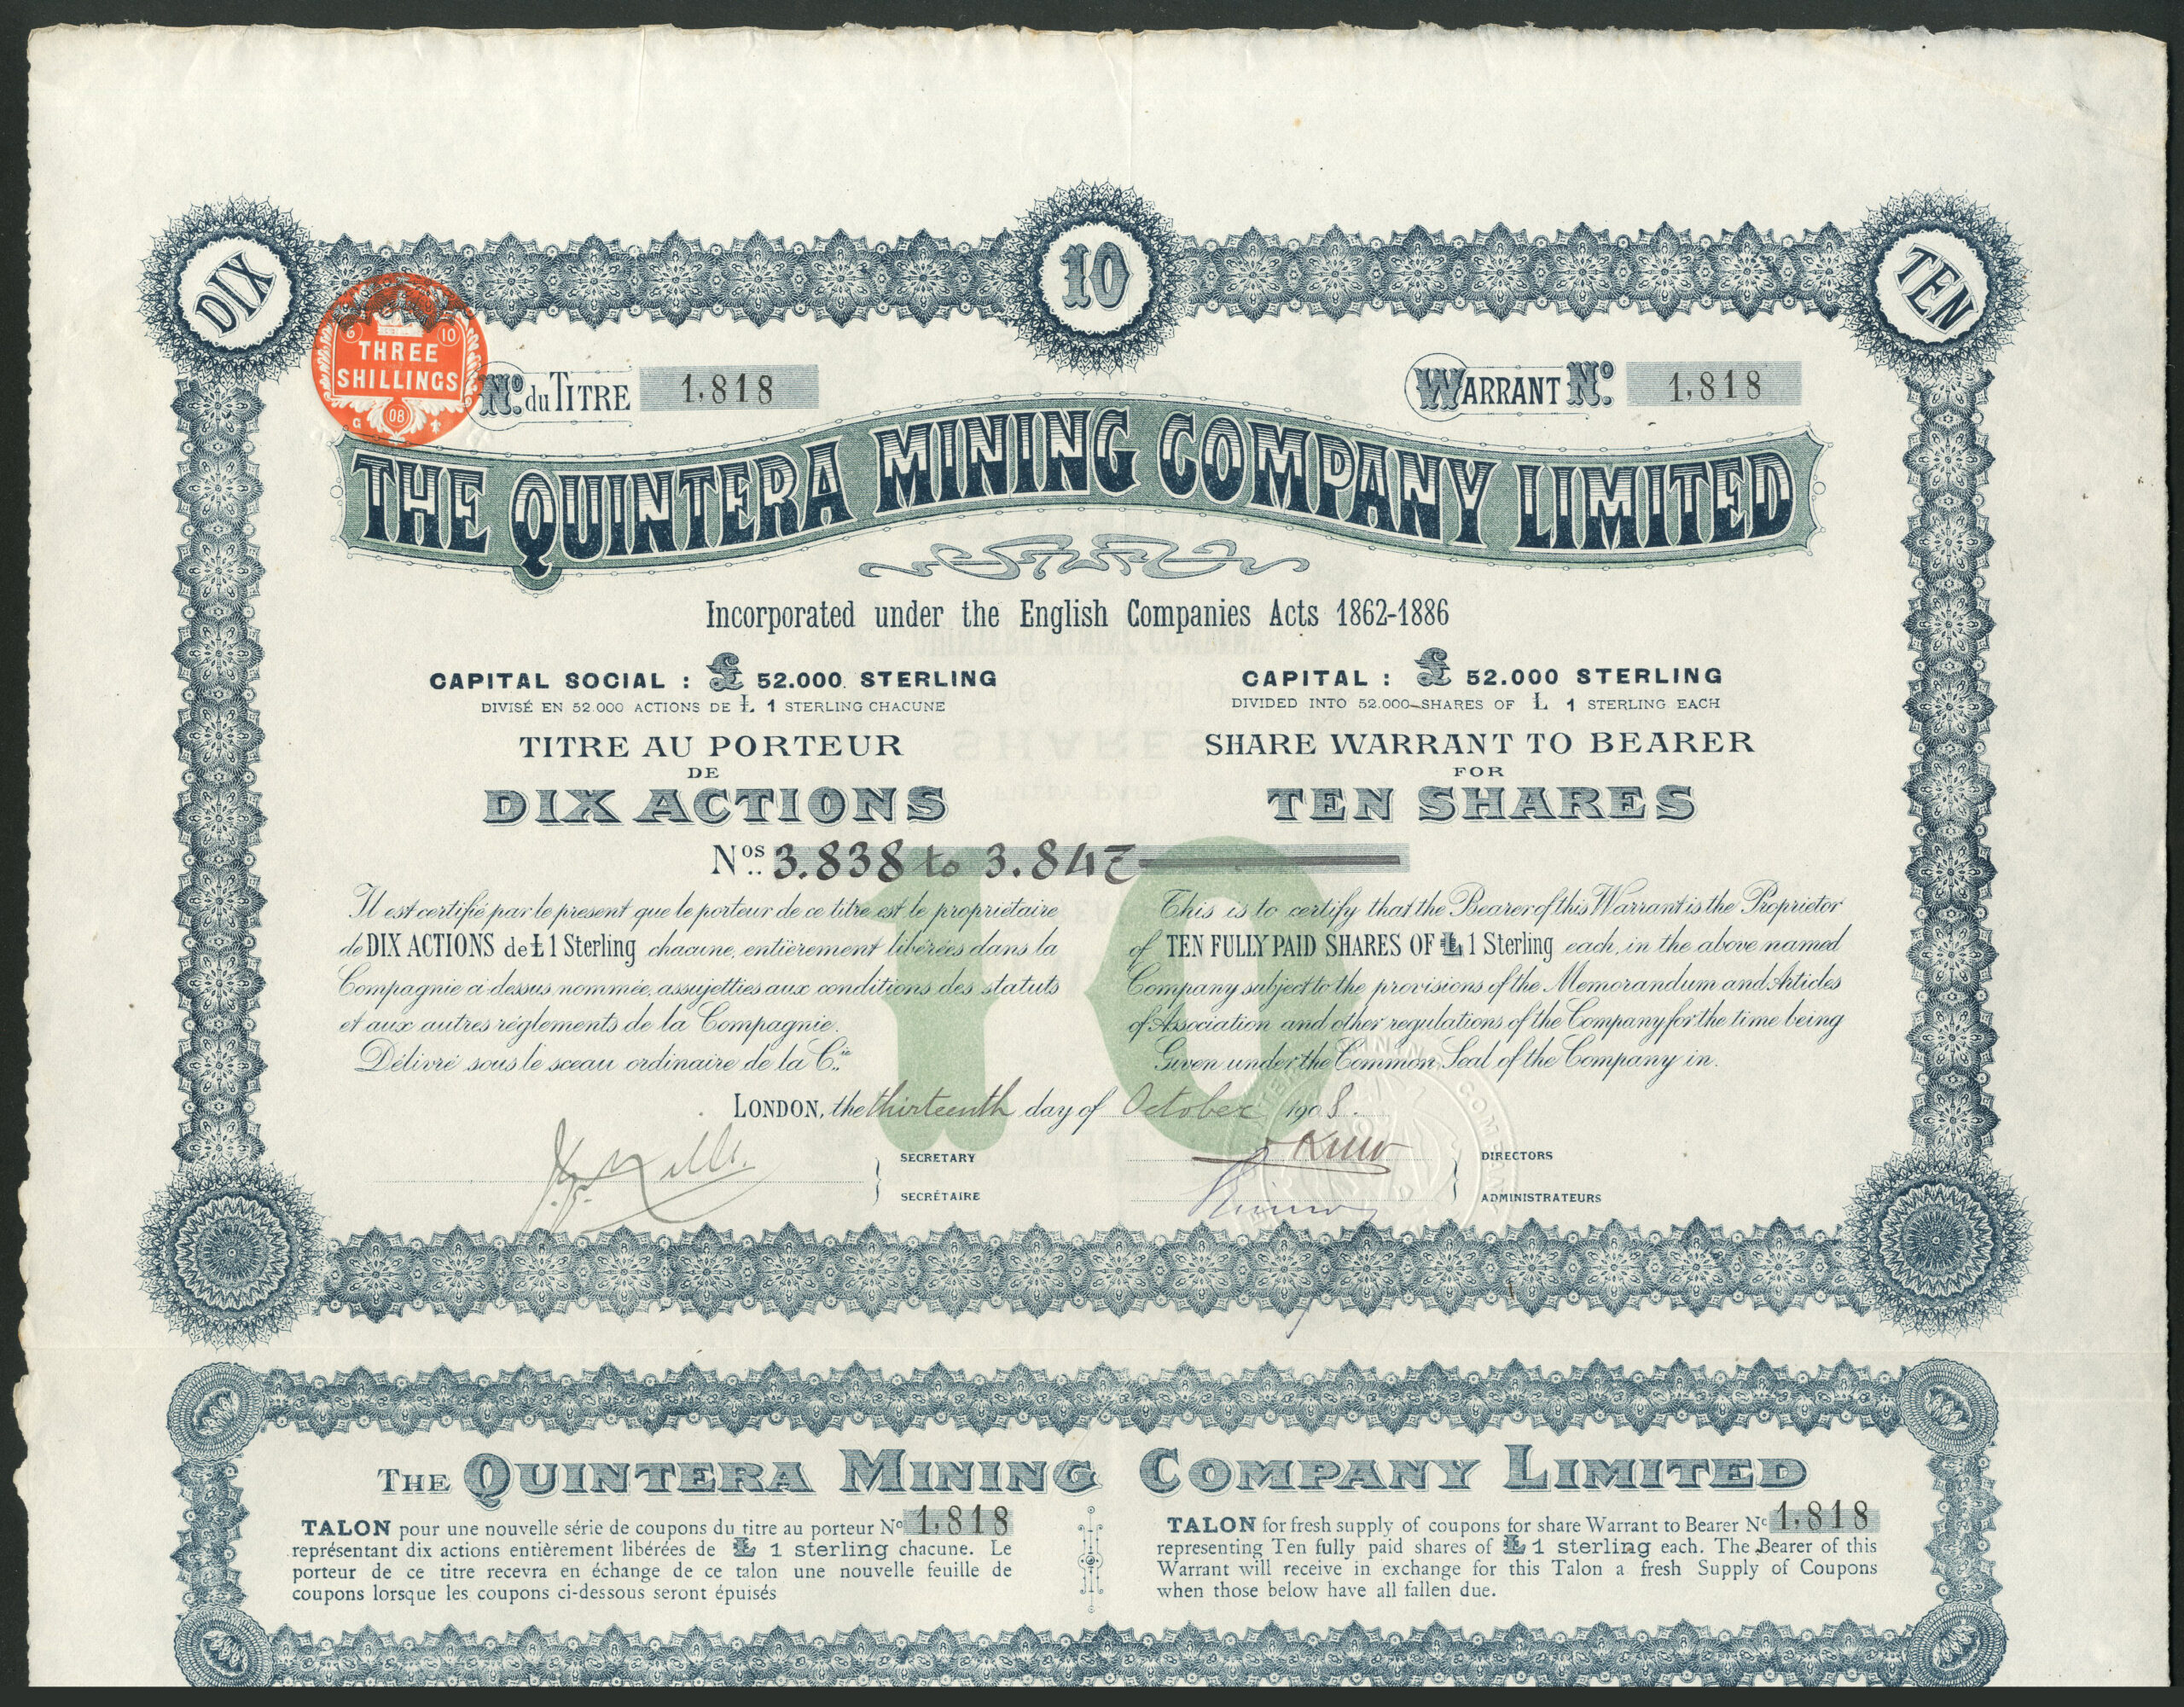 DIX
10
TEN
6 10
THREE
SHILLINGS
08
G
No. du TITRE 1,818
WARRANT No. 1,818
THE QUINTERA MINING COMPANY LIMITED
Incorporated under the English Companies Acts 1862-1886
CAPITAL SOCIAL : £ 52.000 STERLING
DIVISÉ EN 52.000 ACTIONS DE £ 1 STERLING CHACUNE
TITRE AU PORTEUR
DE
DIX ACTIONS
CAPITAL : £ 52.000 STERLING
DIVIDED INTO 52.000 SHARES OF £ 1 STERLING EACH
SHARE WARRANT TO BEARER
FOR
TEN SHARES
Nos 3.838 to 3.847
10
Il est certifié par le present que le porteur de ce titre est le propriétaire
de DIX ACTIONS de £ 1 Sterling chacune, entièrement libérées dans la
Compagnie ci-dessus nommée, assujetties aux conditions des statuts
et aux autres réglements de la Compagnie.
Délivré sous le sceau ordinaire de la Cie
This is to certify that the Bearer of this Warrant is the Proprietor
of TEN FULLY PAID SHARES OF £ 1 Sterling each, in the above named
Company subject to the provisions of the Memorandum and Articles
of Association and other regulations of the Company for the time being
Given under the Common Seal of the Company in.
LONDON, the thirteenth day of October 1908.
SECRETARY
SECRÉTAIRE
DIRECTORS
ADMINISTRATEURS
THE QUINTERA MINING COMPANY LIMITED
TALON pour une nouvelle série de coupons du titre au porteur No 1,818
représentant dix actions entièrement libérées de £ 1 sterling chacune. Le
porteur de ce titre recevra en échange de ce talon une nouvelle feuille de
coupons lorsque les coupons ci-dessous seront épuisés
TALON for fresh supply of coupons for share Warrant to Bearer No 1,818
representing Ten fully paid shares of £ 1 sterling each. The Bearer of this
Warrant will receive in exchange for this Talon a fresh Supply of Coupons
when those below have all fallen due.